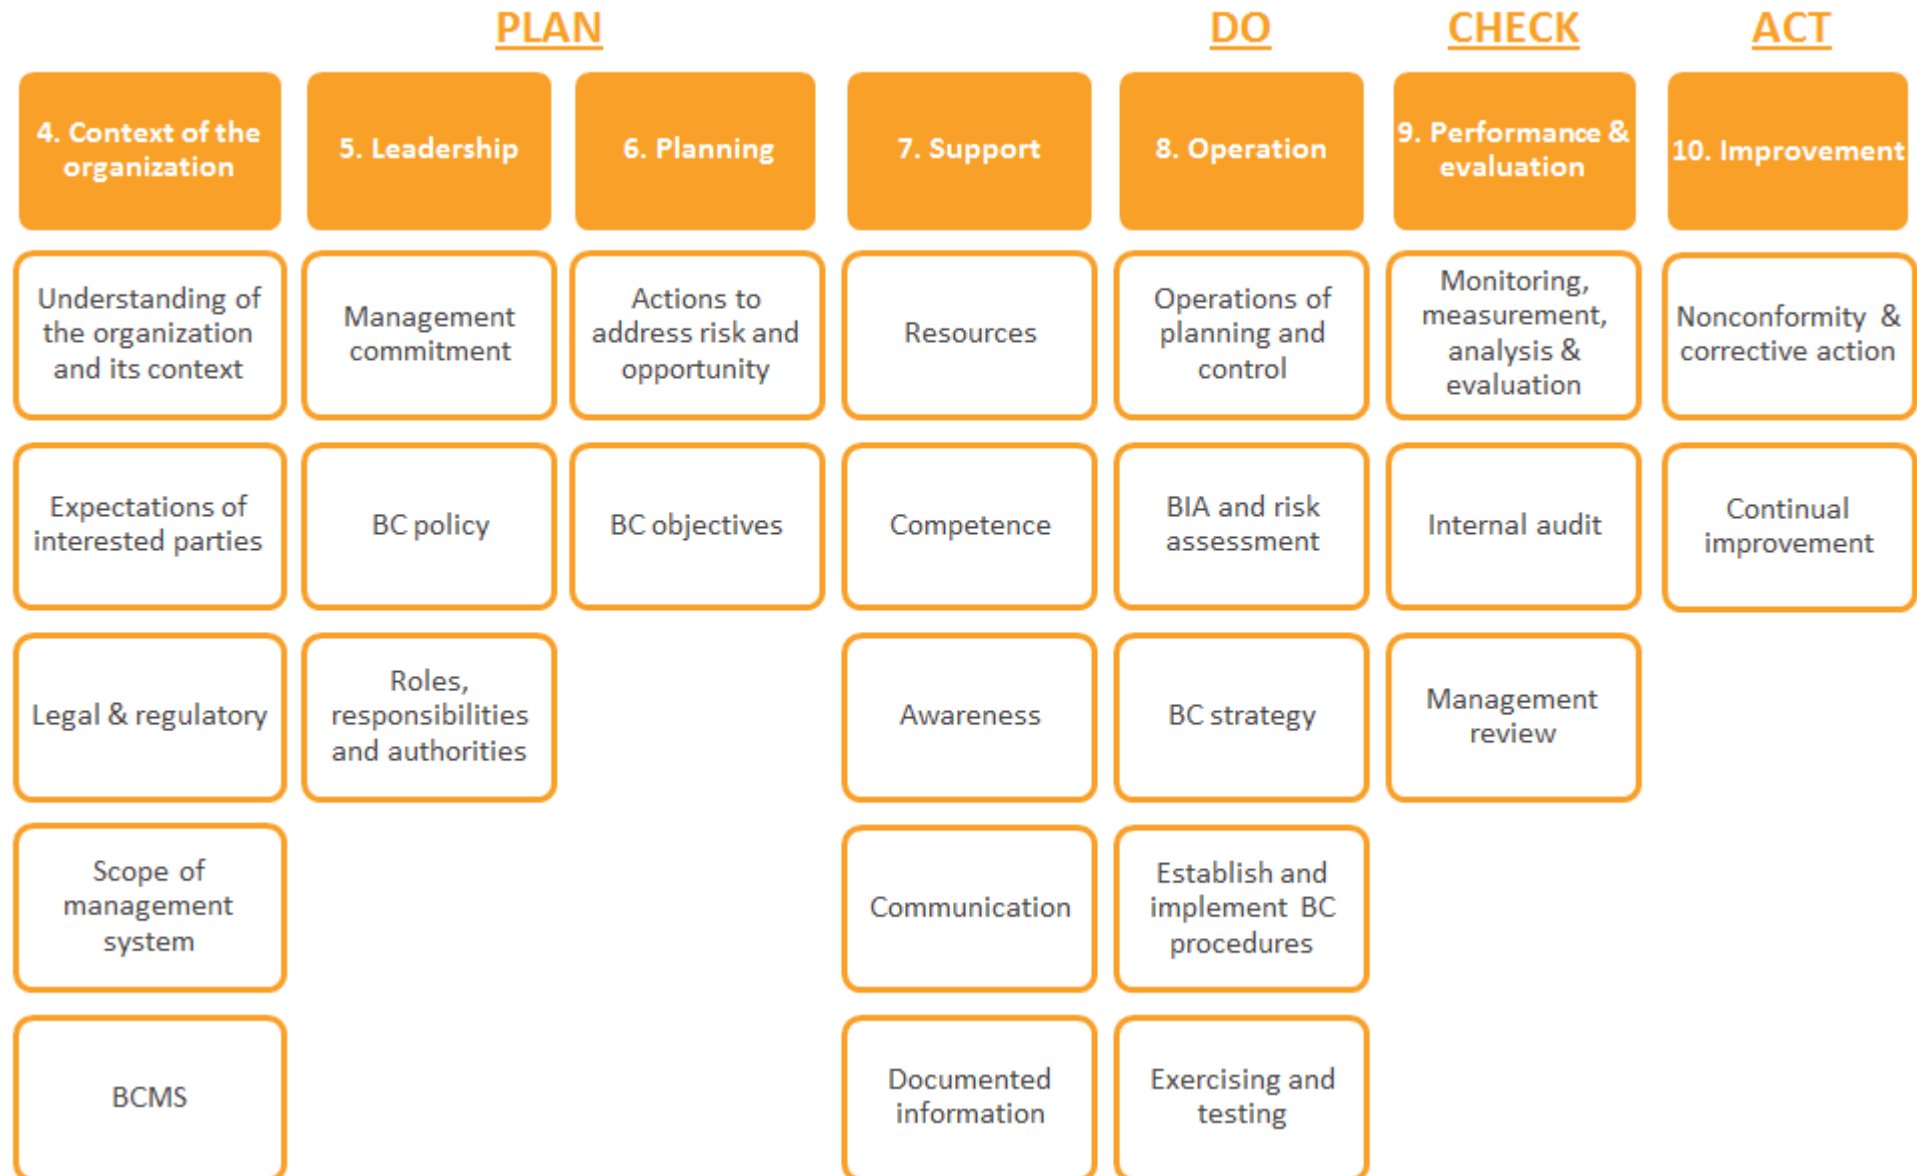 PLAN
DO
CHECK
ACT
4. Context of the
organization
5. Leadership
6. Planning
7. Support
8. Operation
9. Performance &
evaluation
10. Improvement
Understanding of
the organization
and its context
Management
commitment
Actions to
address risk and
opportunity
Resources
Operations of
planning and
control
Monitoring,
measurement,
analysis &
evaluation
Nonconformity &
corrective action
Expectations of
interested parties
BC policy
BC objectives
Competence
BIA and risk
assessment
Internal audit
Continual
improvement
Legal & regulatory
Roles,
responsibilities
and authorities
Awareness
BC strategy
Management
review
Scope of
management
system
Communication
Establish and
implement BC
procedures
BCMS
Documented
information
Exercising and
testing